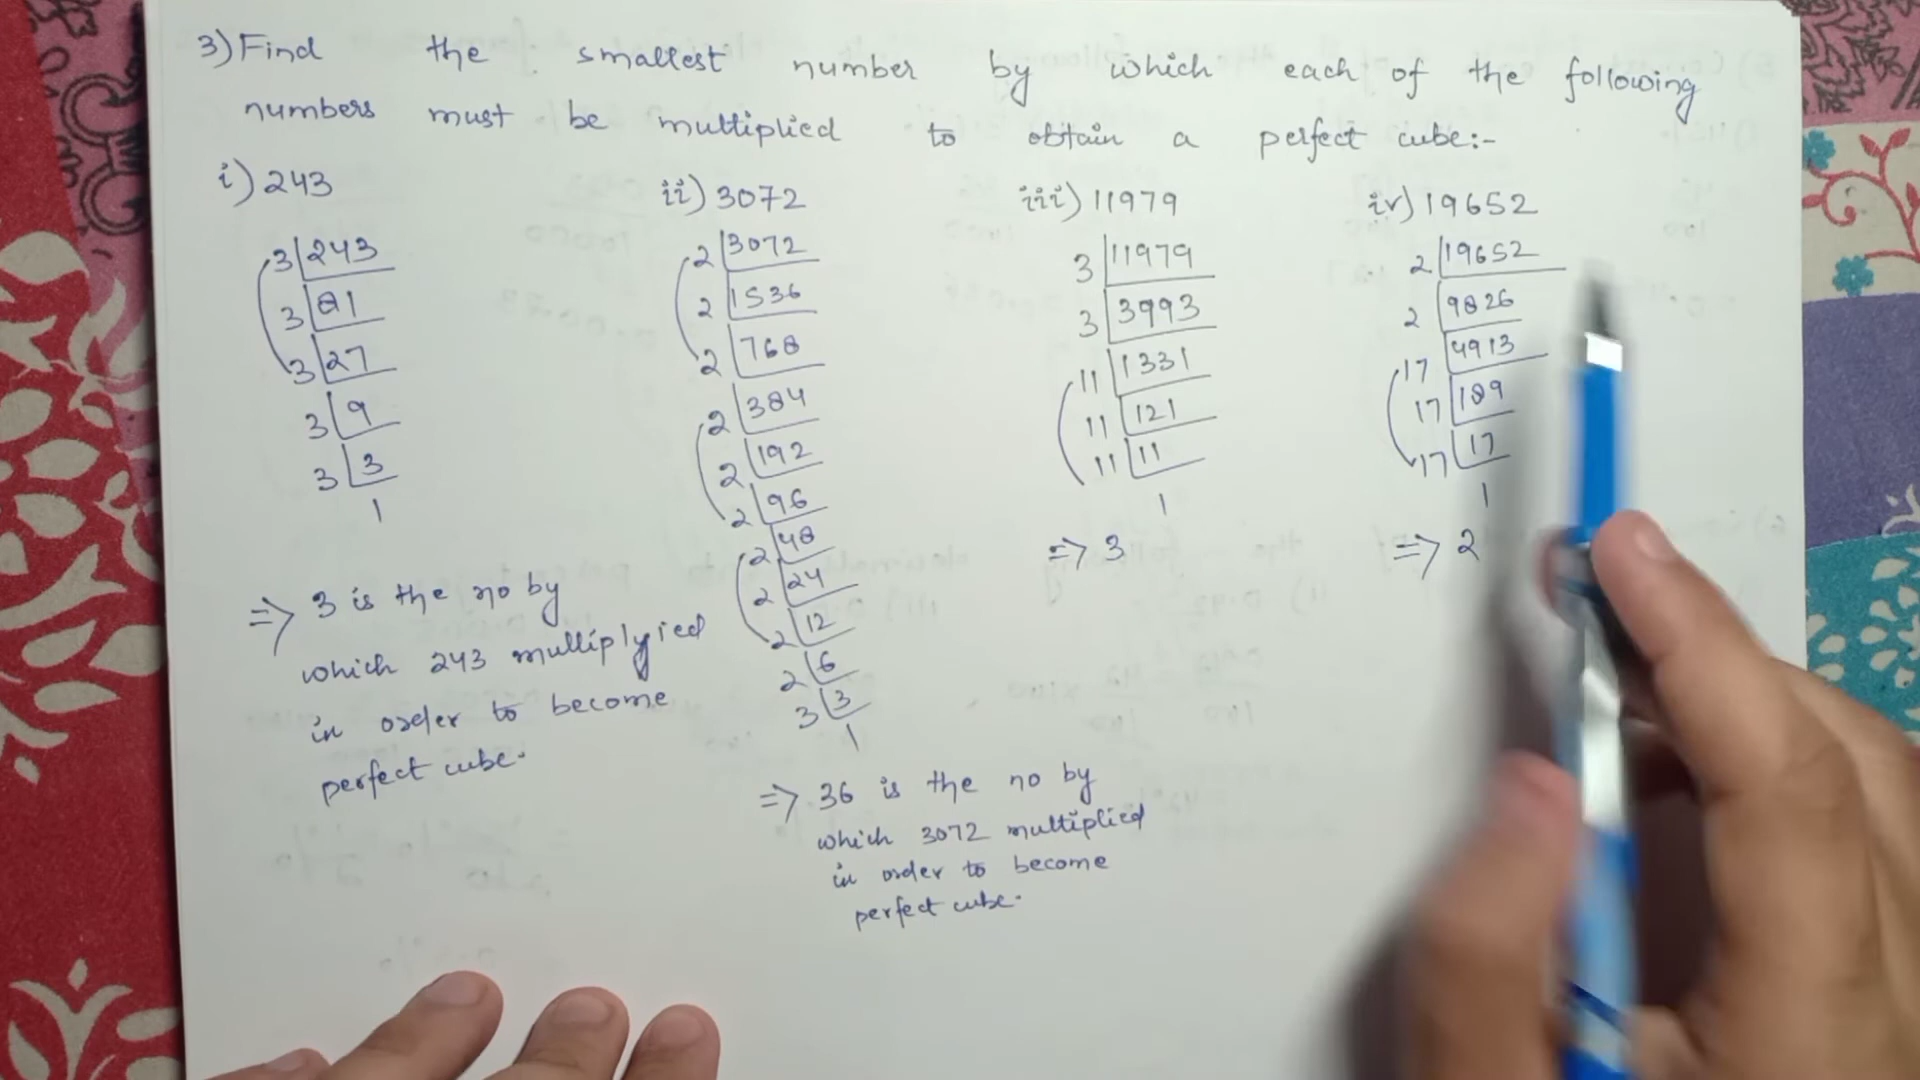 3) Find the smallest number by which each of the following
numbers must be multiplied to obtain a perfect cube:-
i) 243
3 243
3 81
3 27
3 9
3 3
1
=> 3 is the no by
which 243 multiplyied
in order to become
perfect cube.
ii) 3072
2 3072
2 1536
2 768
2 384
2 192
2 96
2 48
2 24
2 12
2 6
3 3
1
=> 36 is the no by
which 3072 multiplied
in order to become
perfect cube.
iii) 11979
3 11979
3 3993
11 1331
11 121
11 11
1
=> 3
iv) 19652
2 19652
2 9826
17 4913
17 189
17 17
1
=> 2